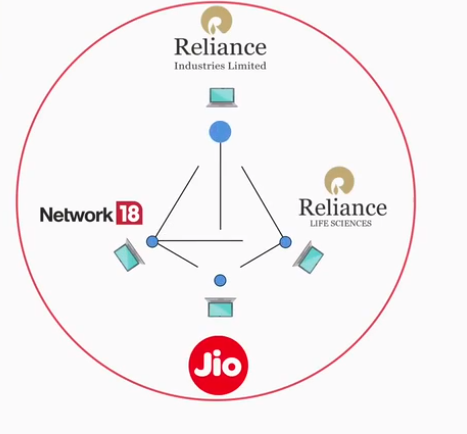 Reliance
Industries Limited
Network 18
Reliance
LIFE SCIENCES
Jio